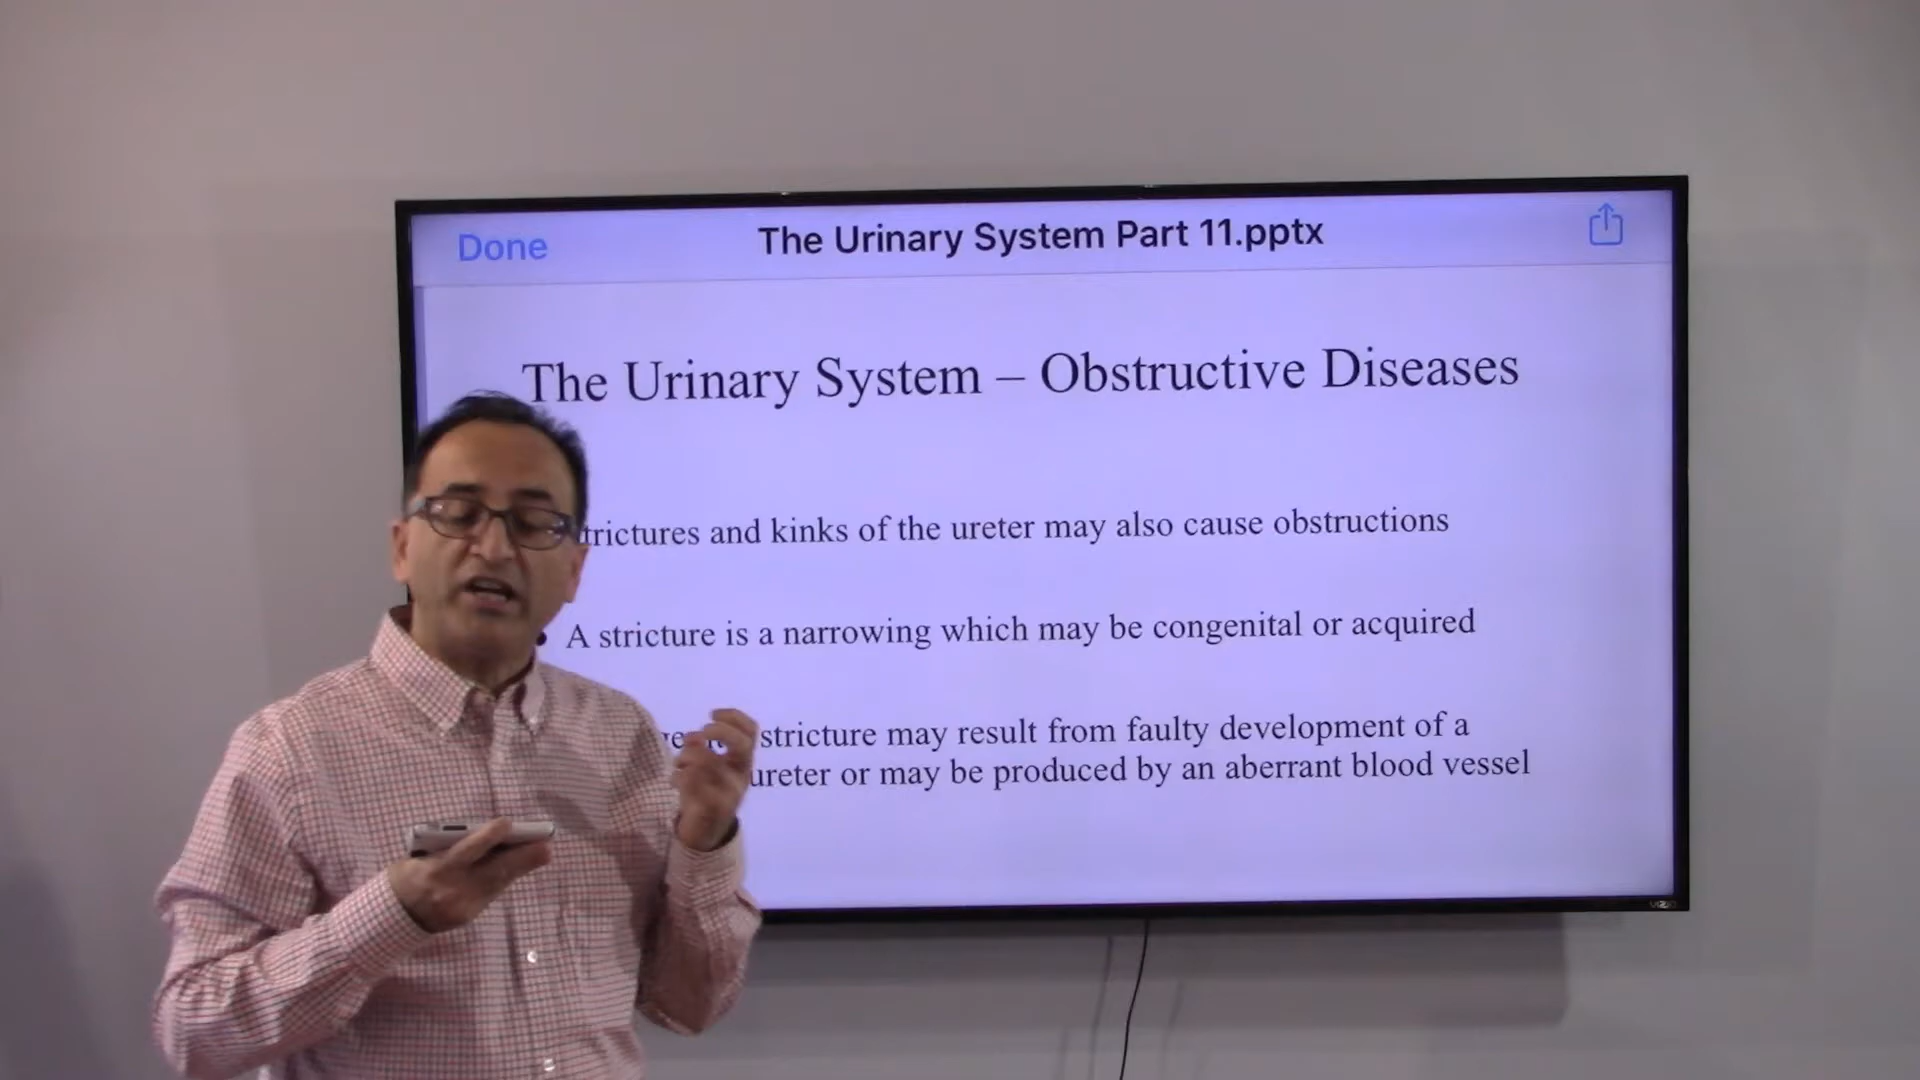 Done
The Urinary System Part 11.pptx
The Urinary System – Obstructive Diseases
trictures and kinks of the ureter may also cause obstructions
• A stricture is a narrowing which may be congenital or acquired
stricture may result from faulty development of a
ureter or may be produced by an aberrant blood vessel
VIZIO